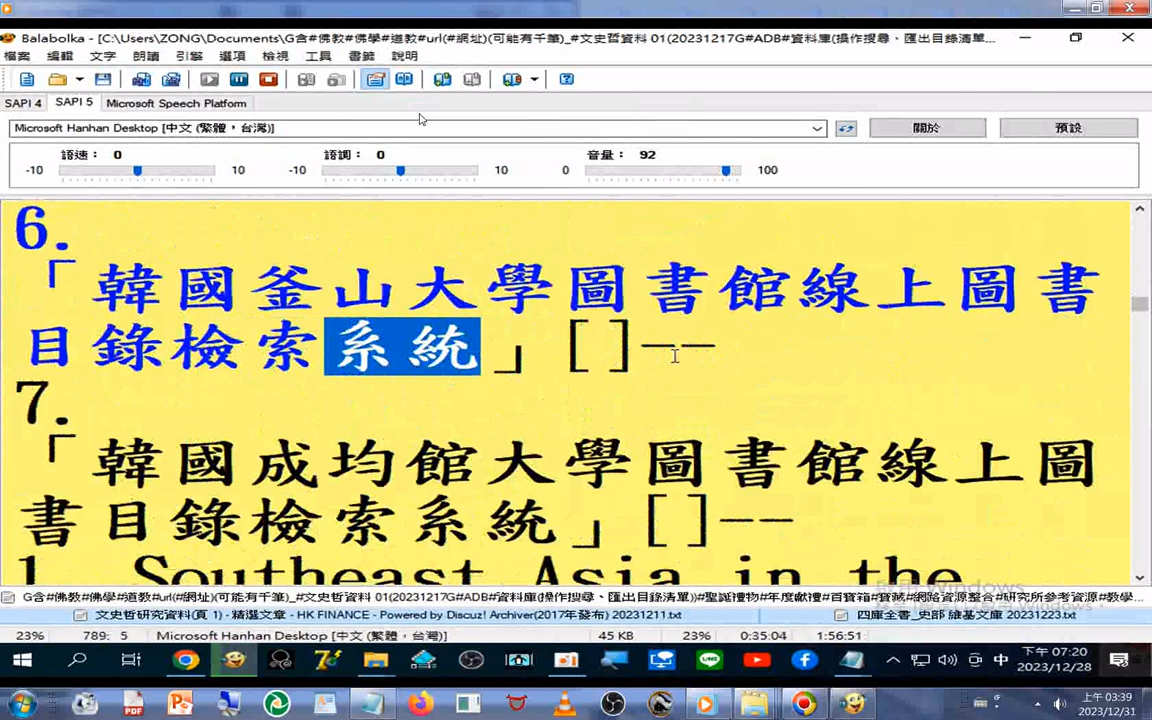 Balabolka - [C:\Users\ZONG\Documents\G含#佛教#佛學#道教#url(#網址)(可能有千筆)_#文史哲資料 01(20231217G#ADB#資料庫(操作搜尋、匯出目錄清單...
檔案 編輯 文字 朗讀 引擎 選項 檢視 工具 書籤 說明
SAPI 4 SAPI 5 Microsoft Speech Platform
Microsoft Hanhan Desktop [中文 (繁體，台灣)] 關於 預設
語速： 0 語調： 0 音量： 92
-10 10 -10 10 0 100
6.
「韓國釜山大學圖書館線上圖書
目錄檢索系統」[]--
7.
「韓國成均館大學圖書館線上圖
書目錄檢索系統」[]--
1. Southeast Asia in the
G含#佛教#佛學#道教#url(#網址)(可能有千筆)_#文史哲資料 01(20231217G#ADB#資料庫(操作搜尋、匯出目錄清單))#聖誕禮物#年度獻禮#百寶箱#寶藏#網路資源整合#研究所參考資源#教學...
文史哲研究資料(頁 1) - 精選文章 - HK FINANCE - Powered by Discuz! Archiver(2017年發布) 20231211.txt 四庫全書_史部 維基文庫 20231223.txt
23% 789: 5 Microsoft Hanhan Desktop [中文 (繁體，台灣)] 45 KB 23% 0:35:04 1:56:51
中 下午 07:20
2023/12/28
上午 03:39
2023/12/31